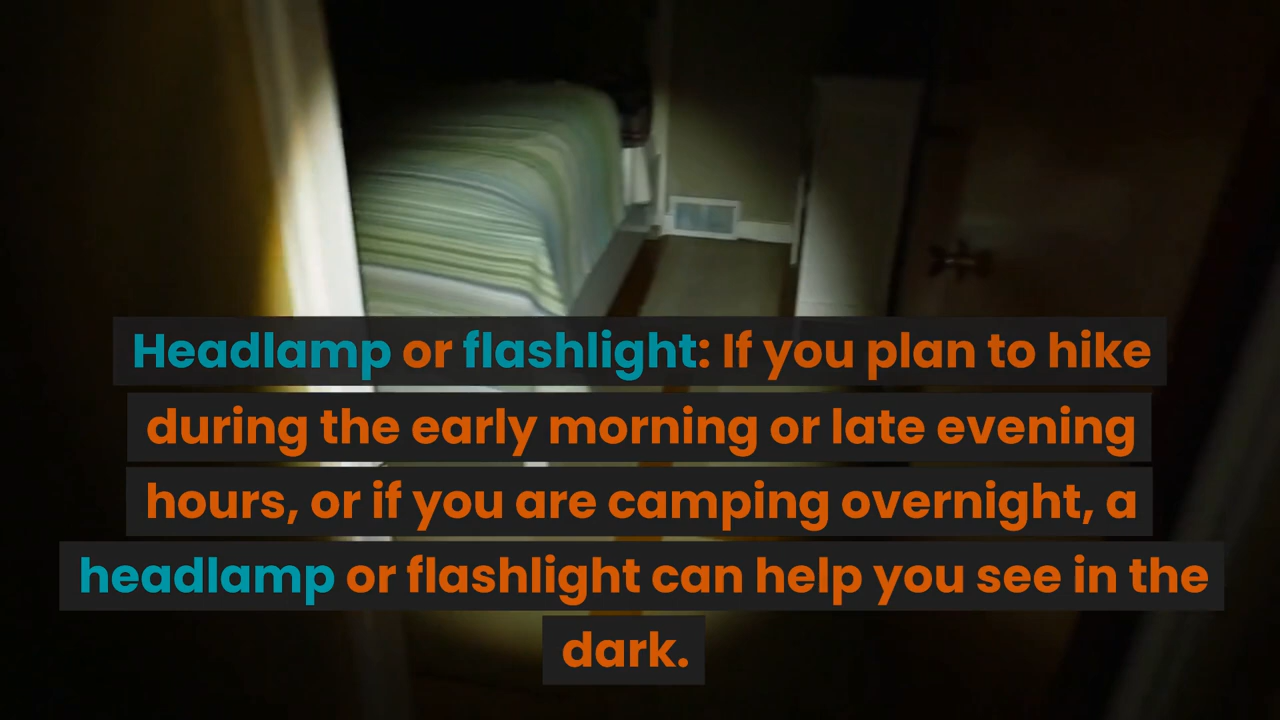 Headlamp or flashlight: If you plan to hike
during the early morning or late evening
hours, or if you are camping overnight, a
headlamp or flashlight can help you see in the
dark.